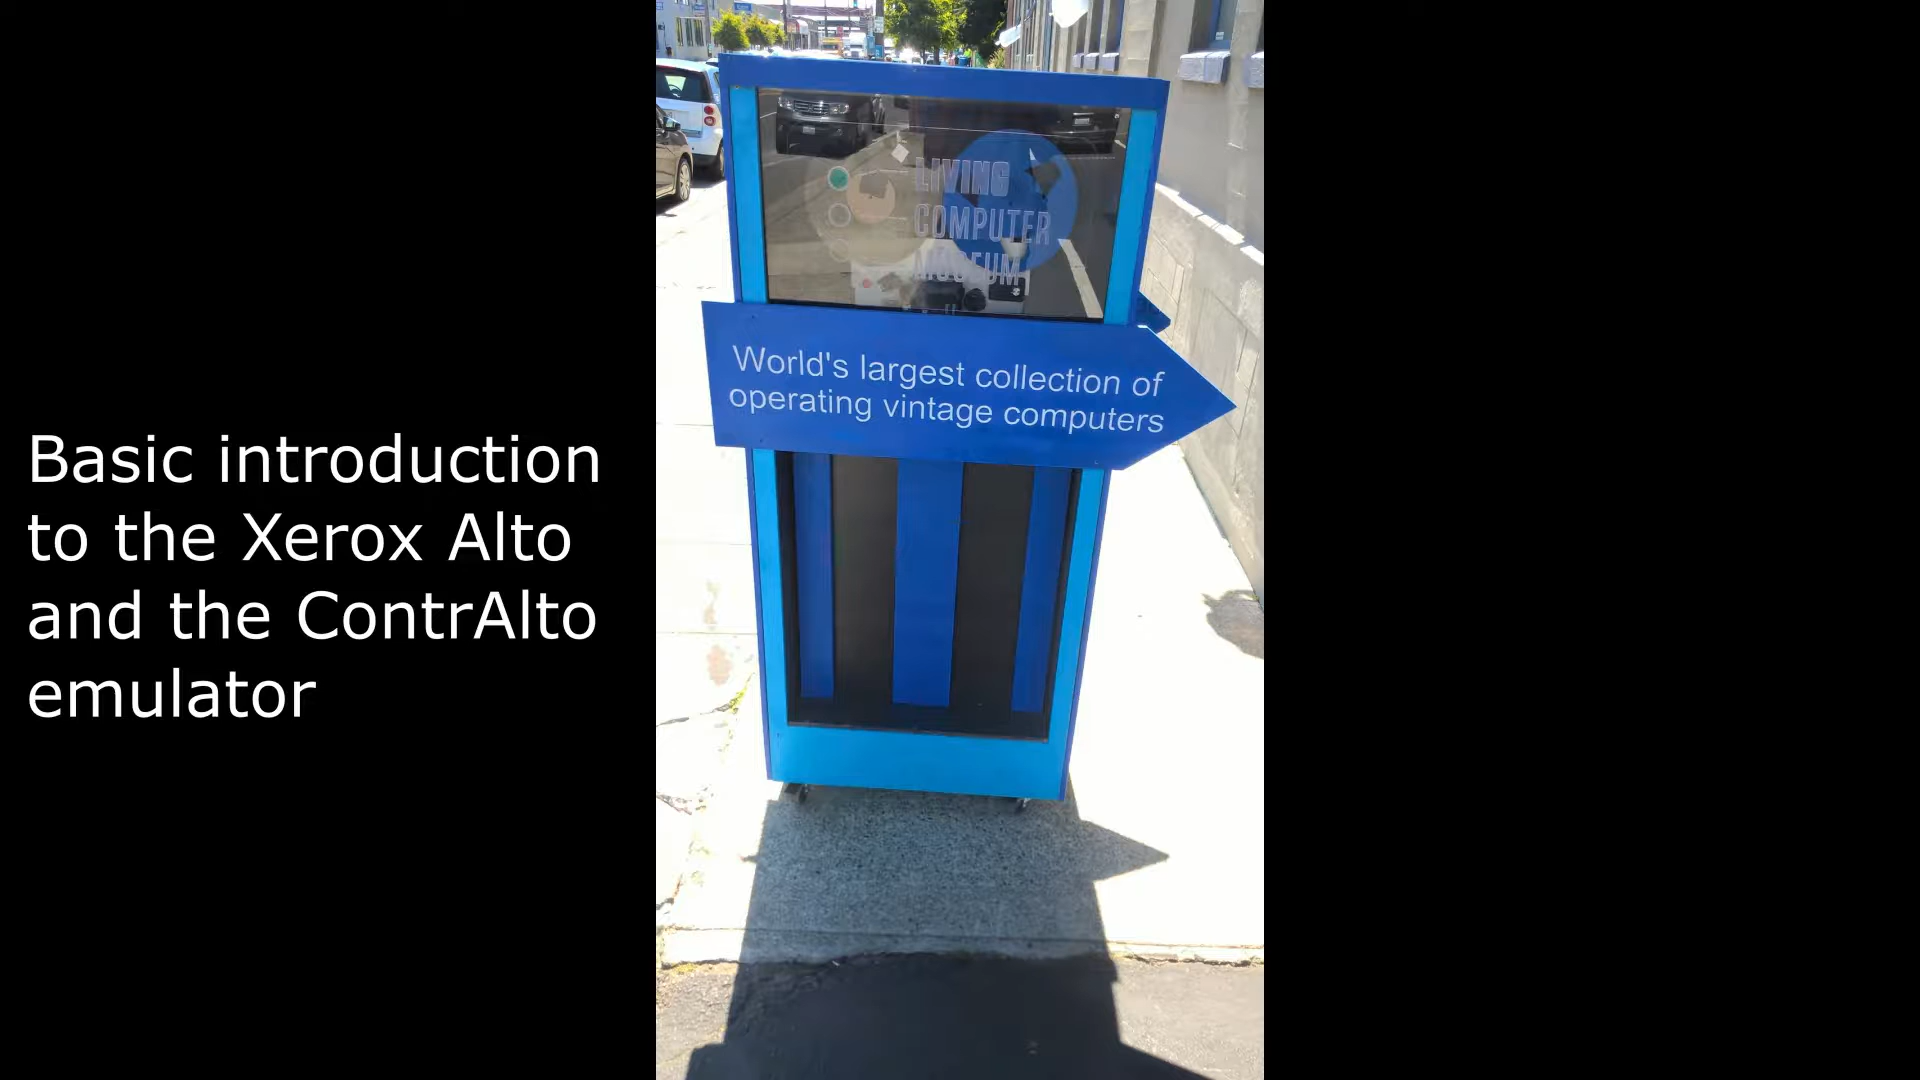 Basic introduction
to the Xerox Alto
and the ContrAlto
emulator
LIVING
COMPUTER
MUSEUM
World's largest collection of
operating vintage computers